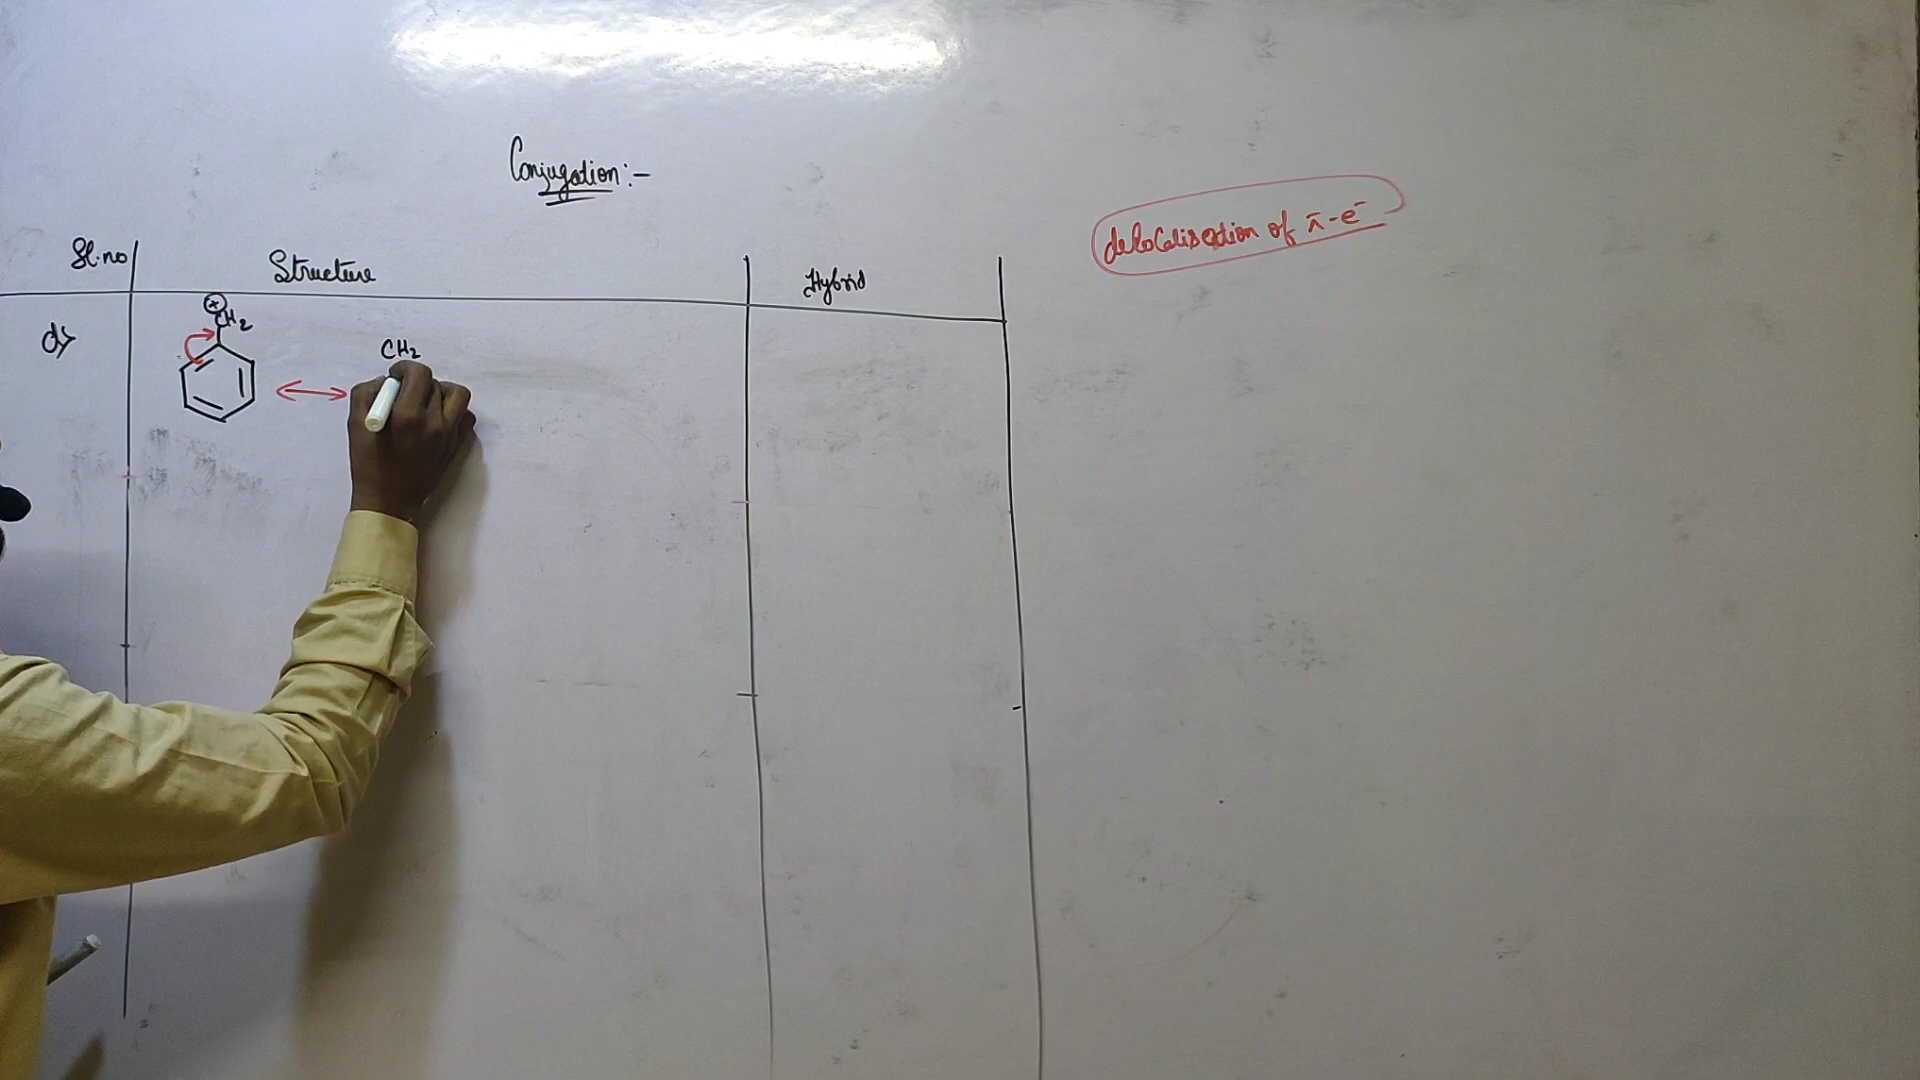 Conjugation:-
delocalisation of π-e⁻
Sl.no Structure Hybrid
d)
⊕
CH₂
CH₂